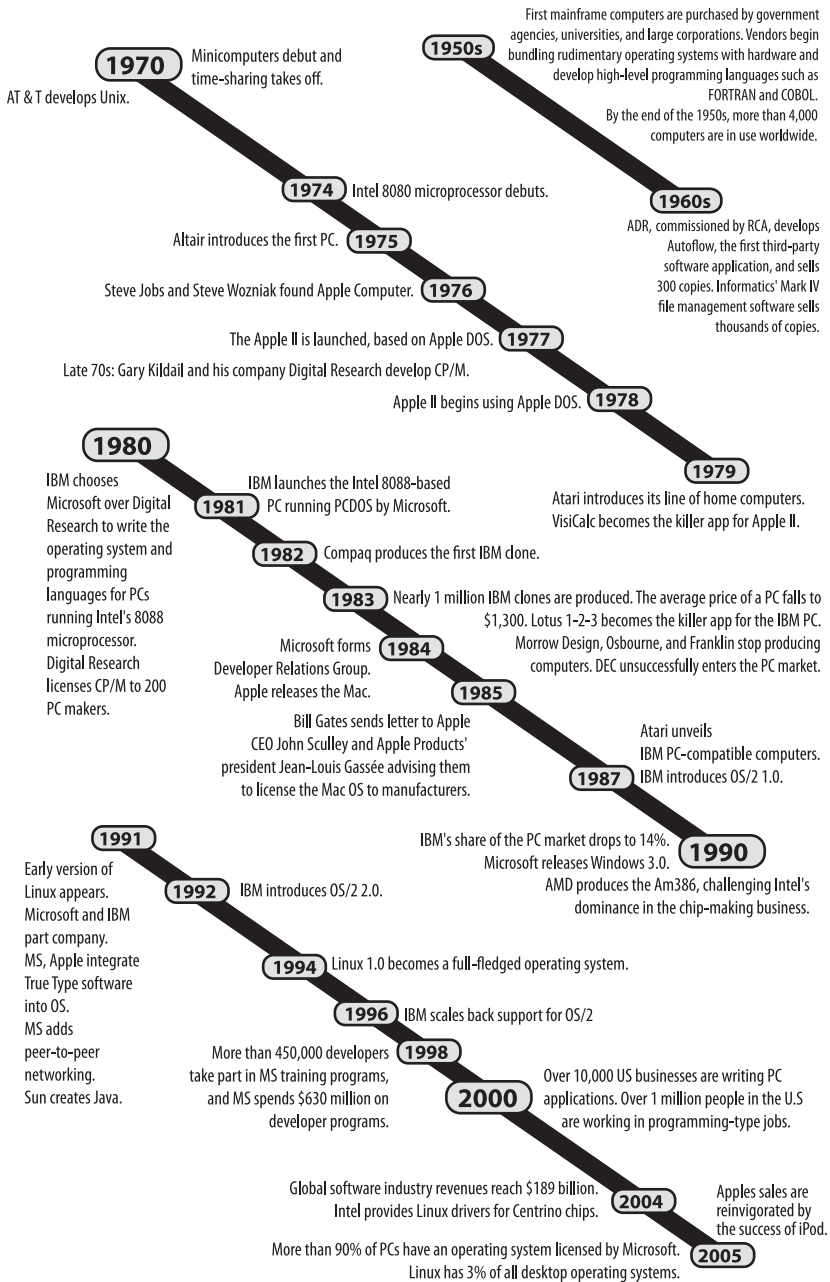 1950s
First mainframe computers are purchased by government
agencies, universities, and large corporations. Vendors begin
bundling rudimentary operating systems with hardware and
develop high-level programming languages such as
FORTRAN and COBOL.
By the end of the 1950s, more than 4,000
computers are in use worldwide.
1960s
ADR, commissioned by RCA, develops
Autoflow, the first third-party
software application, and sells
300 copies. Informatics' Mark IV
file management software sells
thousands of copies.
1970
Minicomputers debut and
time-sharing takes off.
AT & T develops Unix.
1974
Intel 8080 microprocessor debuts.
Altair introduces the first PC.
1975
Steve Jobs and Steve Wozniak found Apple Computer.
1976
The Apple II is launched, based on Apple DOS.
1977
Late 70s: Gary Kildail and his company Digital Research develop CP/M.
Apple II begins using Apple DOS.
1978
1979
Atari introduces its line of home computers.
VisiCalc becomes the killer app for Apple II.
1980
IBM chooses
Microsoft over Digital
Research to write the
operating system and
programming
languages for PCs
running Intel's 8088
microprocessor.
Digital Research
licenses CP/M to 200
PC makers.
1981
IBM launches the Intel 8088-based
PC running PCDOS by Microsoft.
1982
Compaq produces the first IBM clone.
1983
Nearly 1 million IBM clones are produced. The average price of a PC falls to
$1,300. Lotus 1-2-3 becomes the killer app for the IBM PC.
Morrow Design, Osbourne, and Franklin stop producing
computers. DEC unsuccessfully enters the PC market.
1984
Microsoft forms
Developer Relations Group.
Apple releases the Mac.
1985
Bill Gates sends letter to Apple
CEO John Sculley and Apple Products'
president Jean-Louis Gassée advising them
to license the Mac OS to manufacturers.
1987
Atari unveils
IBM PC-compatible computers.
IBM introduces OS/2 1.0.
1990
IBM's share of the PC market drops to 14%.
Microsoft releases Windows 3.0.
AMD produces the Am386, challenging Intel's
dominance in the chip-making business.
1991
Early version of
Linux appears.
Microsoft and IBM
part company.
MS, Apple integrate
True Type software
into OS.
MS adds
peer-to-peer
networking.
Sun creates Java.
1992
IBM introduces OS/2 2.0.
1994
Linux 1.0 becomes a full-fledged operating system.
1996
IBM scales back support for OS/2
1998
More than 450,000 developers
take part in MS training programs,
and MS spends $630 million on
developer programs.
2000
Over 10,000 US businesses are writing PC
applications. Over 1 million people in the U.S
are working in programming-type jobs.
2004
Global software industry revenues reach $189 billion.
Intel provides Linux drivers for Centrino chips.
2005
Apples sales are
reinvigorated by
the success of iPod.
More than 90% of PCs have an operating system licensed by Microsoft.
Linux has 3% of all desktop operating systems.